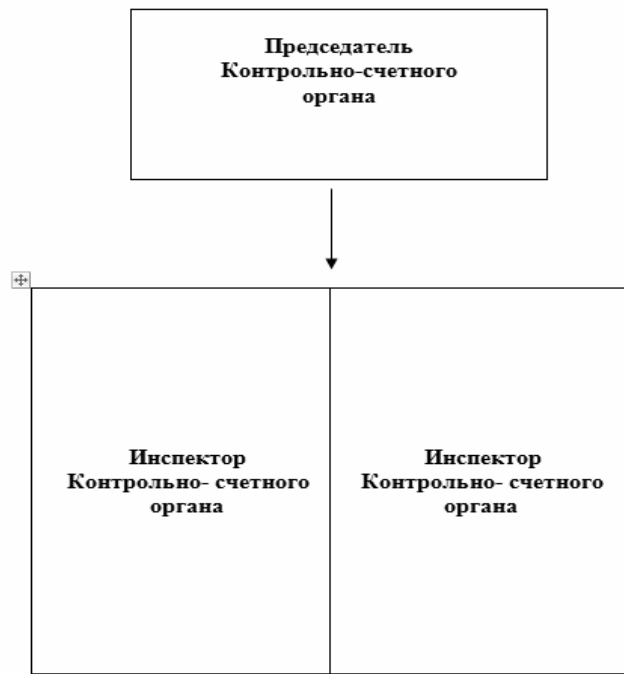 Председатель
Контрольно-счетного
органа
Инспектор
Контрольно- счетного
органа
Инспектор
Контрольно- счетного
органа